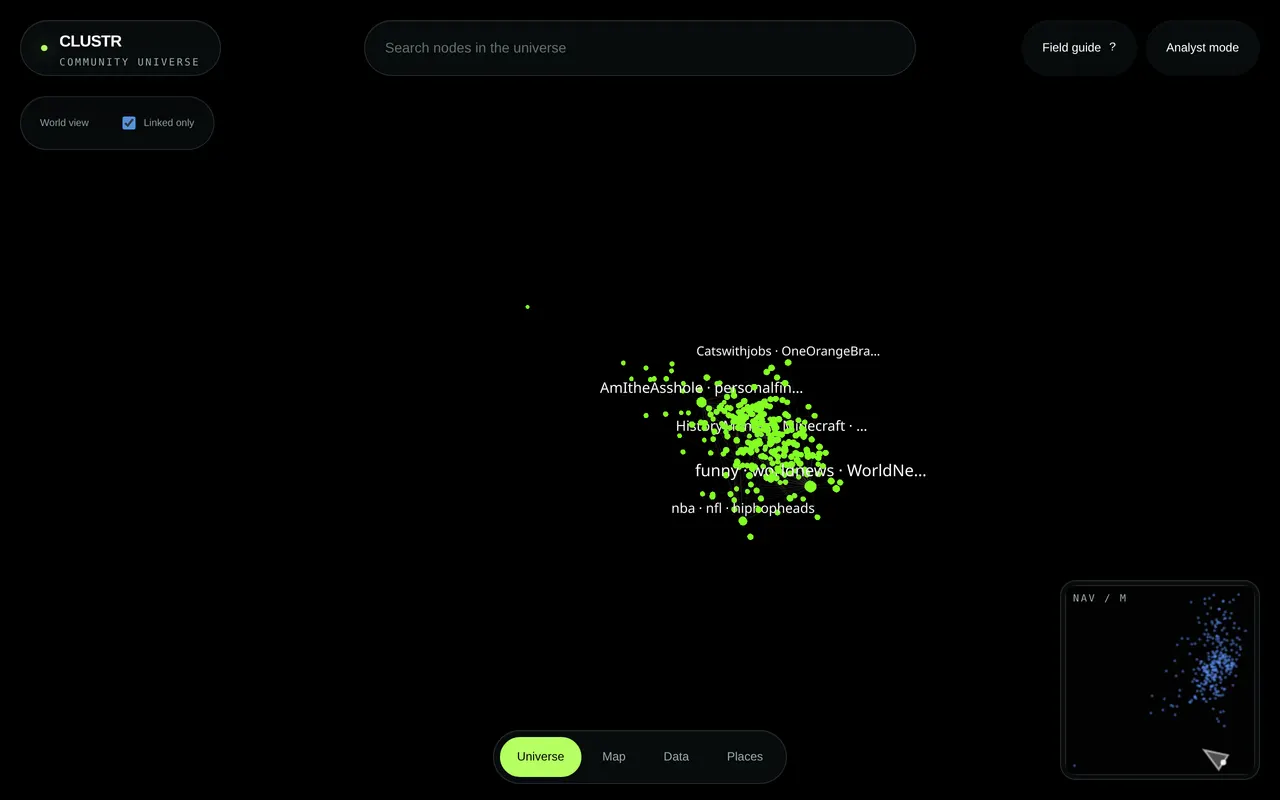 CLUSTR
COMMUNITY UNIVERSE
Search nodes in the universe
Field guide ?
Analyst mode
World view
Linked only
Catswithjobs · OneOrangeBra...
AmItheAsshole · personalfin...
Minecraft · ...
funny · worldnews · WorldNe...
nba · nfl · hiphopheads
NAV / M
Universe
Map
Data
Places